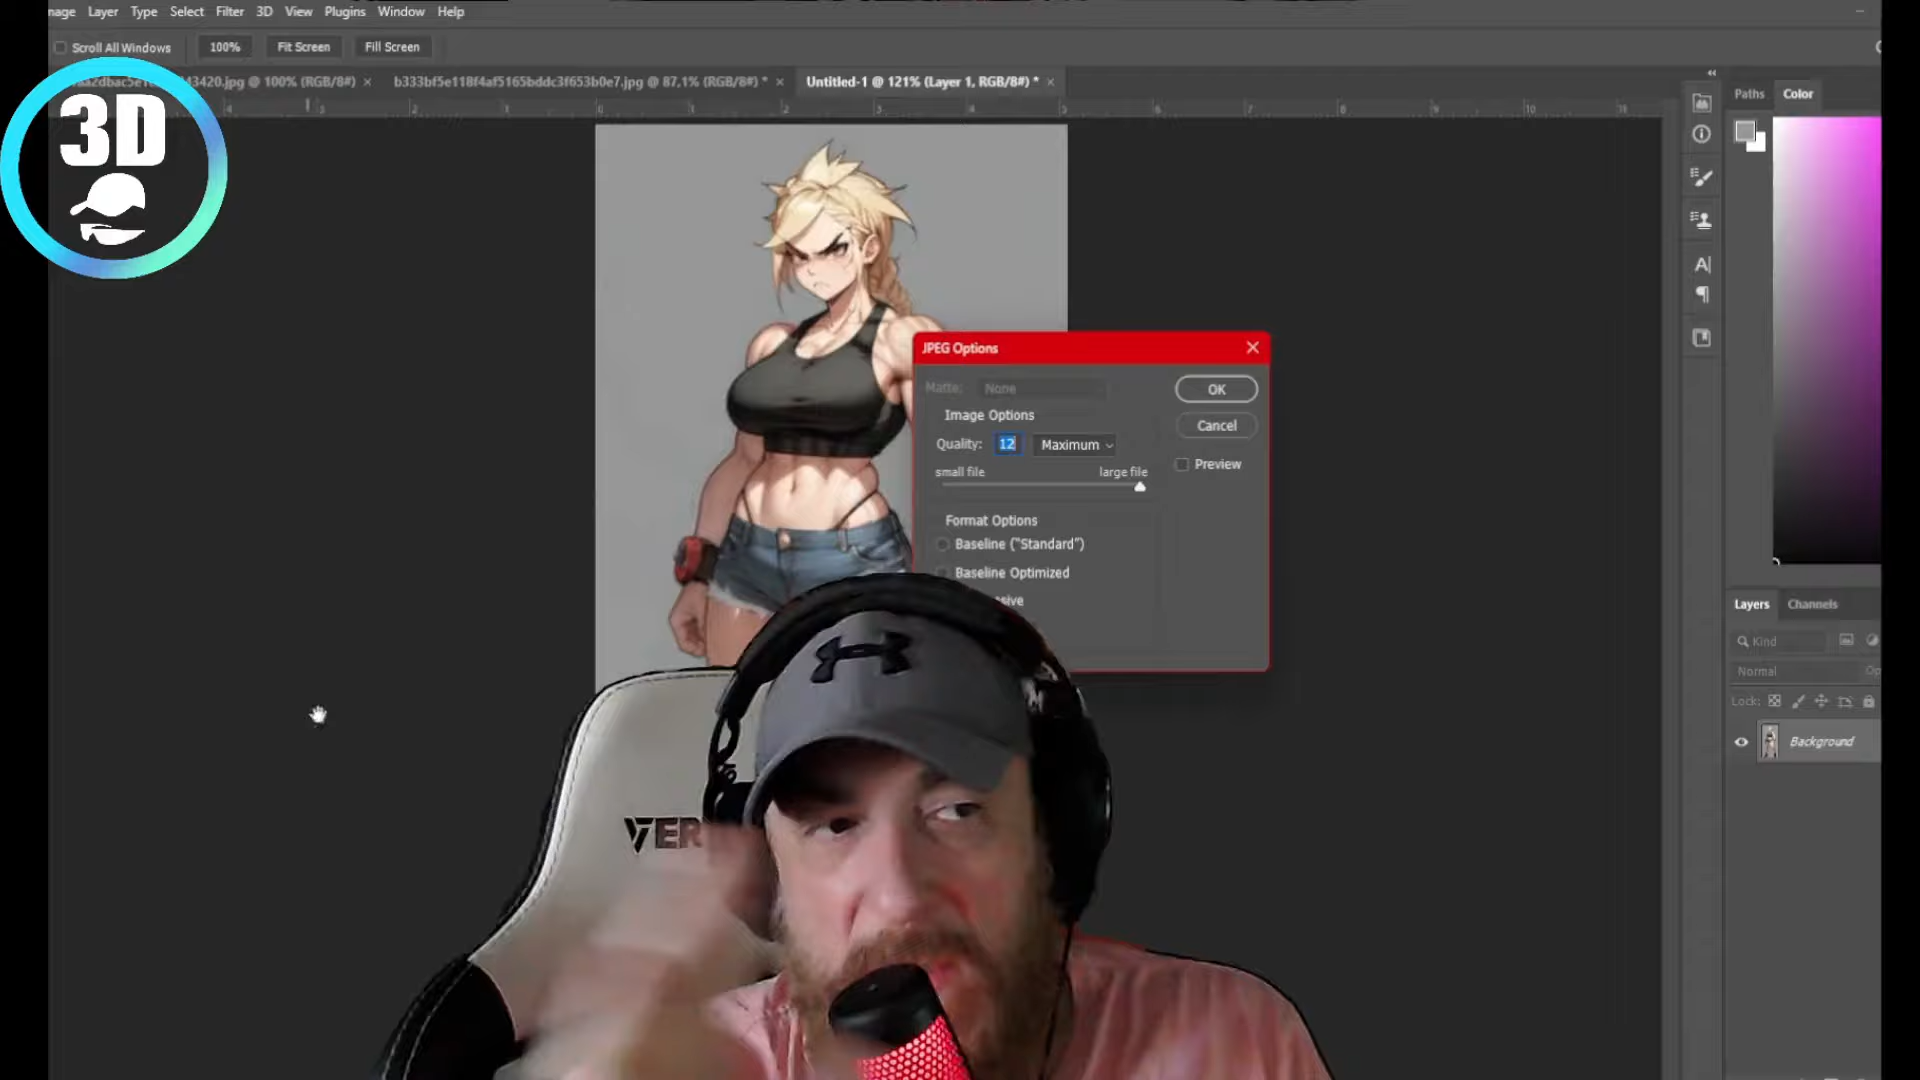 Layer Type Select Filter 3D View Plugins Window Help
Scroll All Windows 100% Fit Screen Fill Screen
43420.jpg @ 100% (RGB/8#) × b333bf5e118f4af5165bddc3f653b0e7.jpg @ 87,1% (RGB/8#) * × Untitled-1 @ 121% (Layer 1, RGB/8#) * ×
3D
Paths Color
JPEG Options
Matte: None
OK
Image Options
Cancel
Quality: 12 Maximum
Preview
small file large file
Format Options
Baseline ("Standard")
Baseline Optimized
Layers Channels
Kind
Normal
Lock:
Background